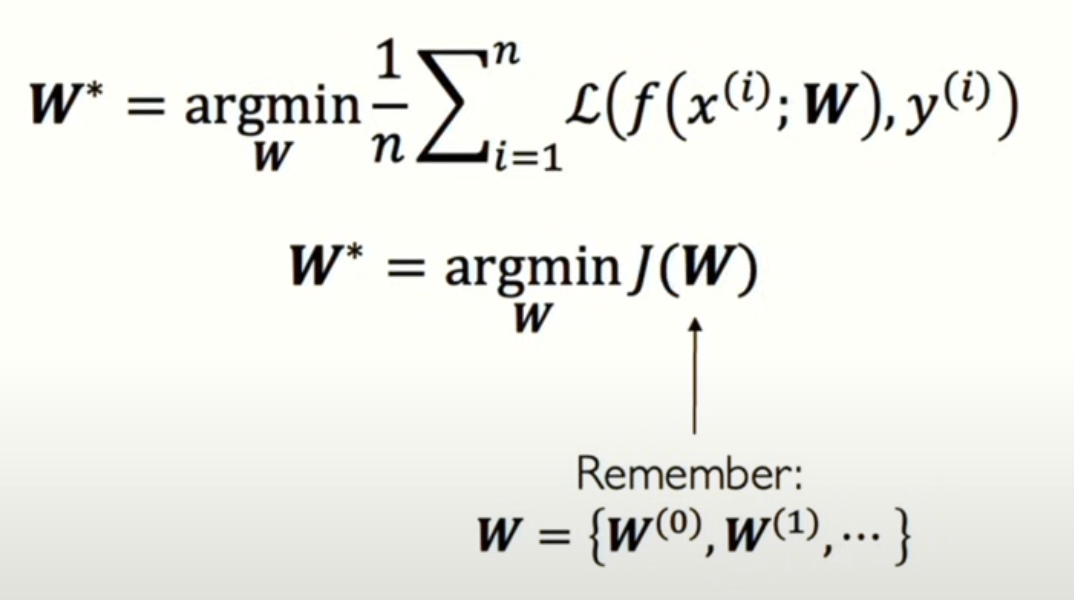 W* = argmin_W 1/n ∑_{i=1}^{n} ℒ(f(x^{(i)}; W), y^{(i)})
W* = argmin_W J(W)
Remember:
W = {W^{(0)}, W^{(1)}, ⋯ }